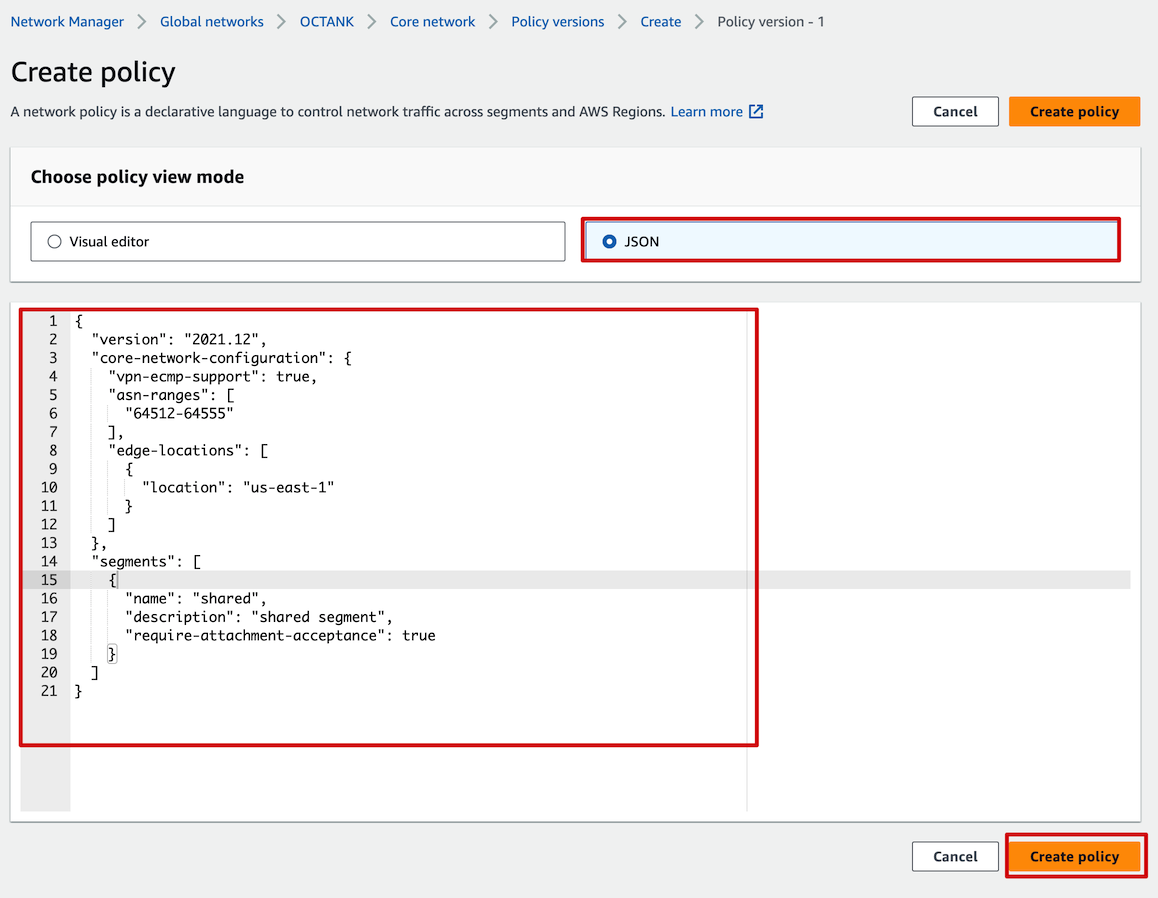 Network Manager > Global networks > OCTANK > Core network > Policy versions > Create > Policy version - 1
Create policy
A network policy is a declarative language to control network traffic across segments and AWS Regions. Learn more
Cancel
Create policy
Choose policy view mode
Visual editor
JSON
1 {
2   "version": "2021.12",
3   "core-network-configuration": {
4     "vpn-ecmp-support": true,
5     "asn-ranges": [
6       "64512-64555"
7     ],
8     "edge-locations": [
9       {
10         "location": "us-east-1"
11       }
12     ]
13   },
14   "segments": [
15     {
16       "name": "shared",
17       "description": "shared segment",
18       "require-attachment-acceptance": true
19     }
20   ]
21 }
Cancel
Create policy